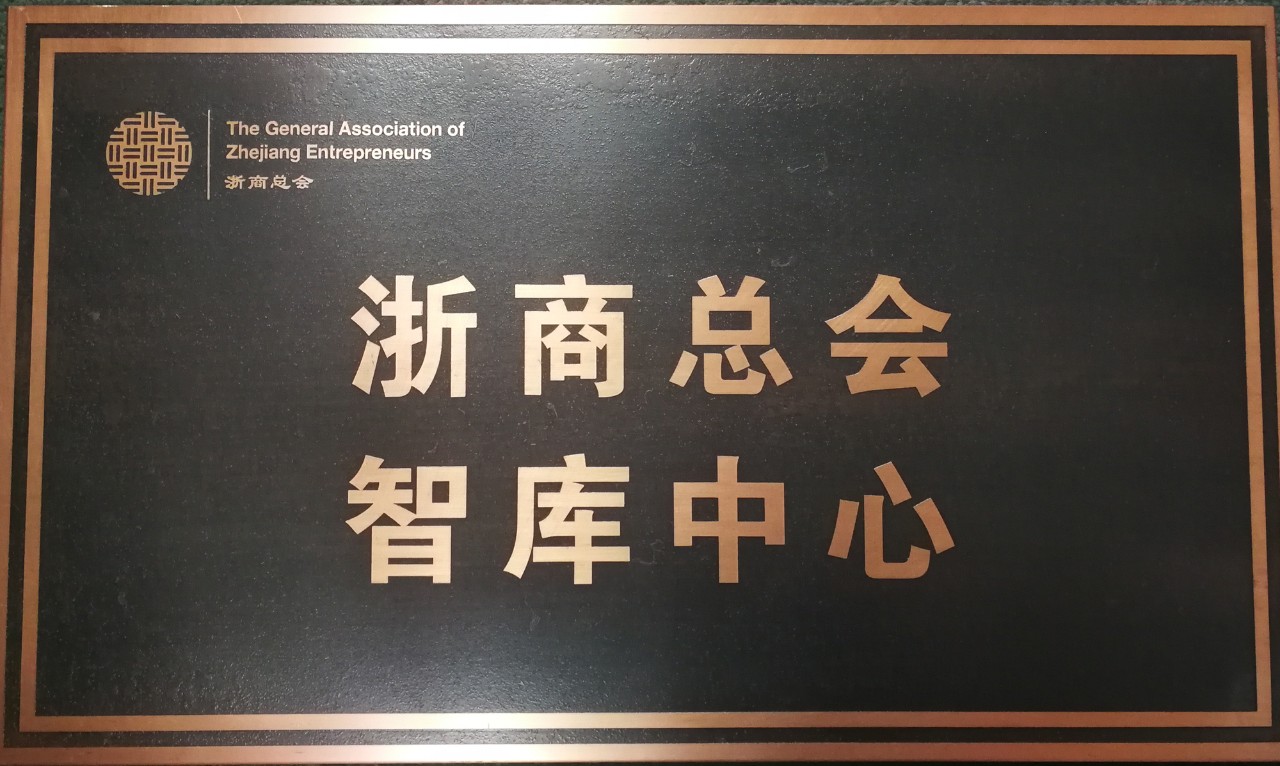 The General Association of
Zhejiang Entrepreneurs
浙商总会
浙商总会
智库中心